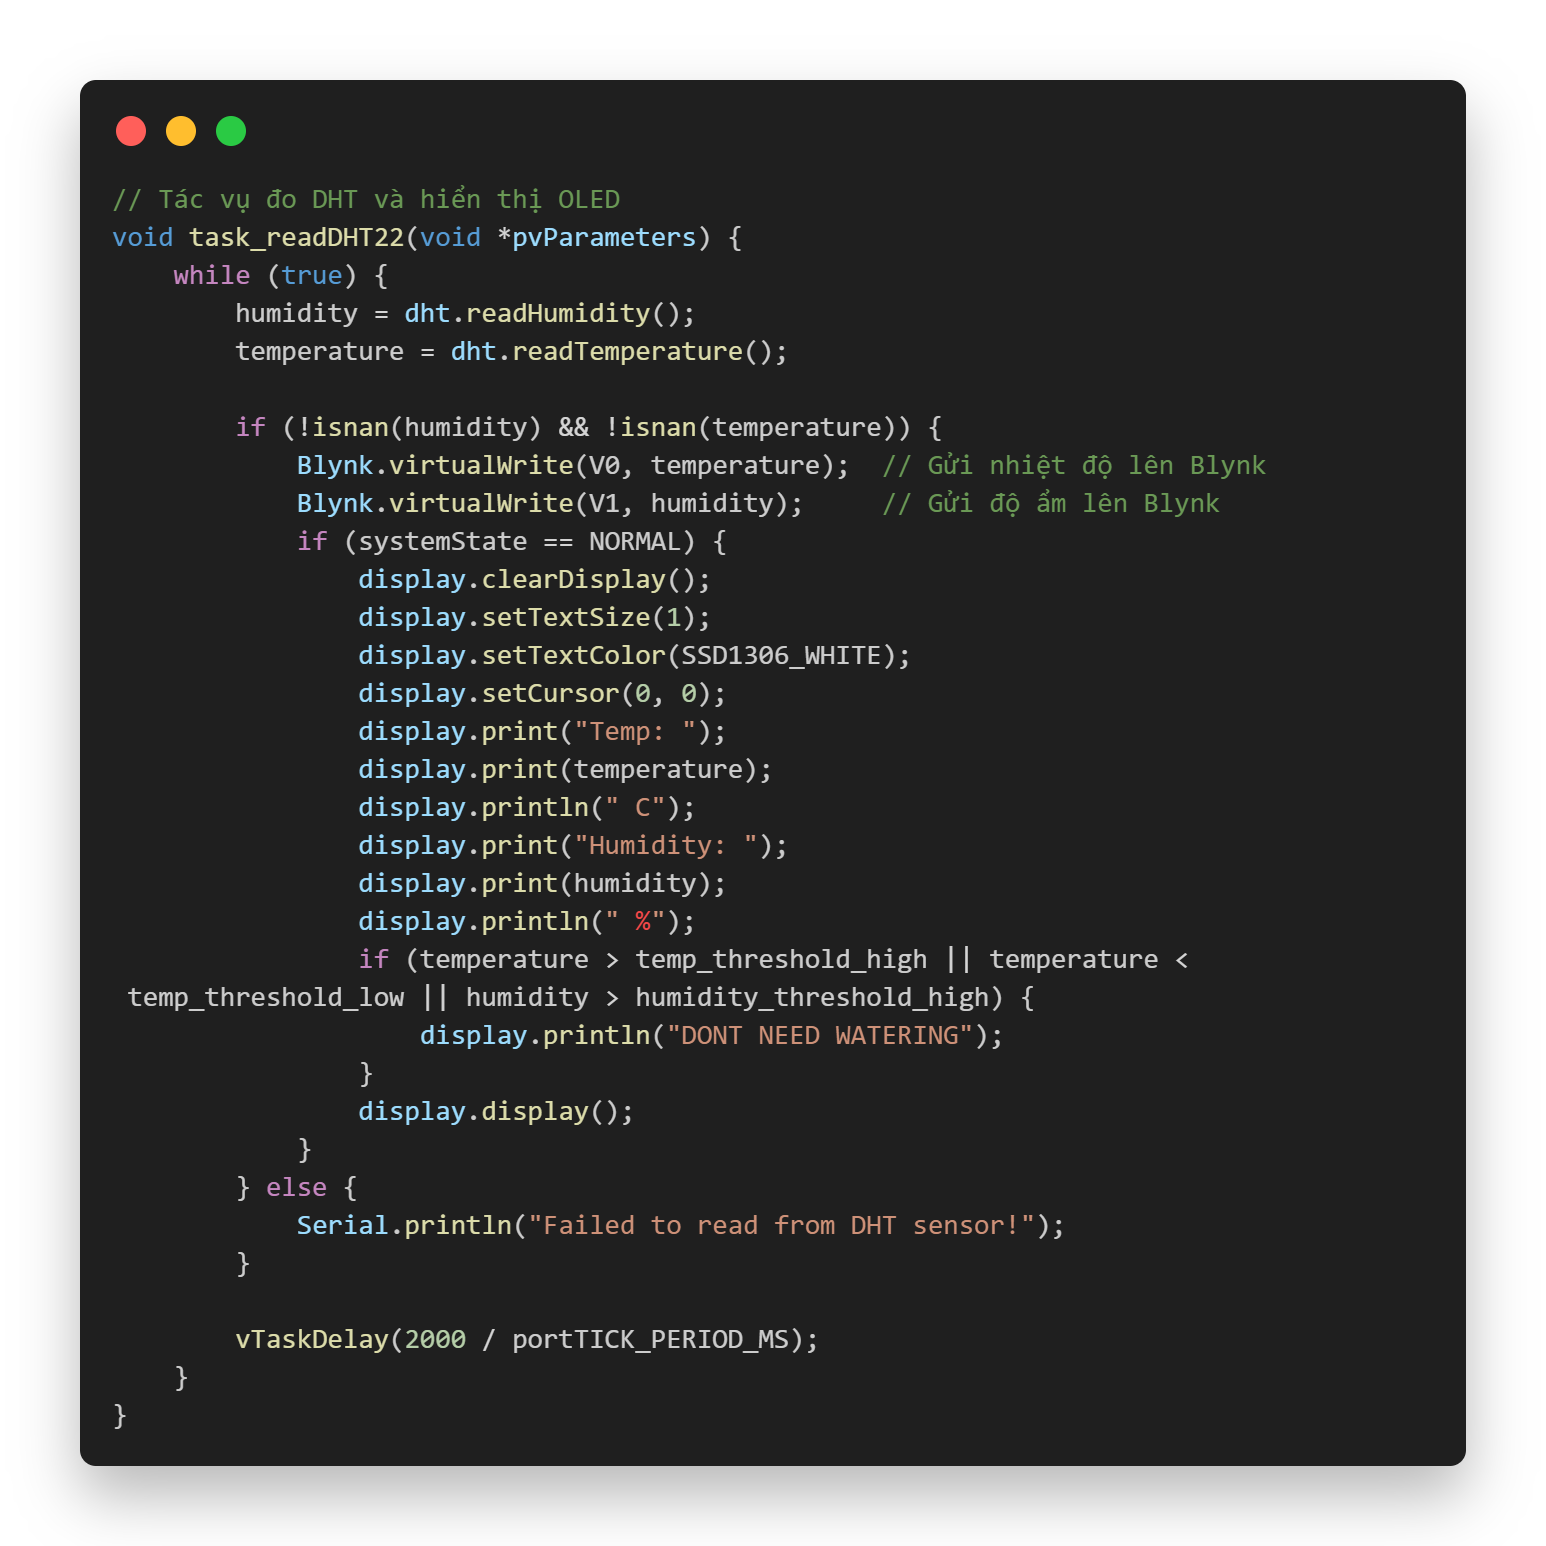 // Tác vụ đo DHT và hiển thị OLED
void task_readDHT22(void *pvParameters) {
    while (true) {
        humidity = dht.readHumidity();
        temperature = dht.readTemperature();

        if (!isnan(humidity) && !isnan(temperature)) {
            Blynk.virtualWrite(V0, temperature);  // Gửi nhiệt độ lên Blynk
            Blynk.virtualWrite(V1, humidity);     // Gửi độ ẩm lên Blynk
            if (systemState == NORMAL) {
                display.clearDisplay();
                display.setTextSize(1);
                display.setTextColor(SSD1306_WHITE);
                display.setCursor(0, 0);
                display.print("Temp: ");
                display.print(temperature);
                display.println(" C");
                display.print("Humidity: ");
                display.print(humidity);
                display.println(" %");
                if (temperature > temp_threshold_high || temperature <
 temp_threshold_low || humidity > humidity_threshold_high) {
                    display.println("DONT NEED WATERING");
                }
                display.display();
            }
        } else {
            Serial.println("Failed to read from DHT sensor!");
        }

        vTaskDelay(2000 / portTICK_PERIOD_MS);
    }
}